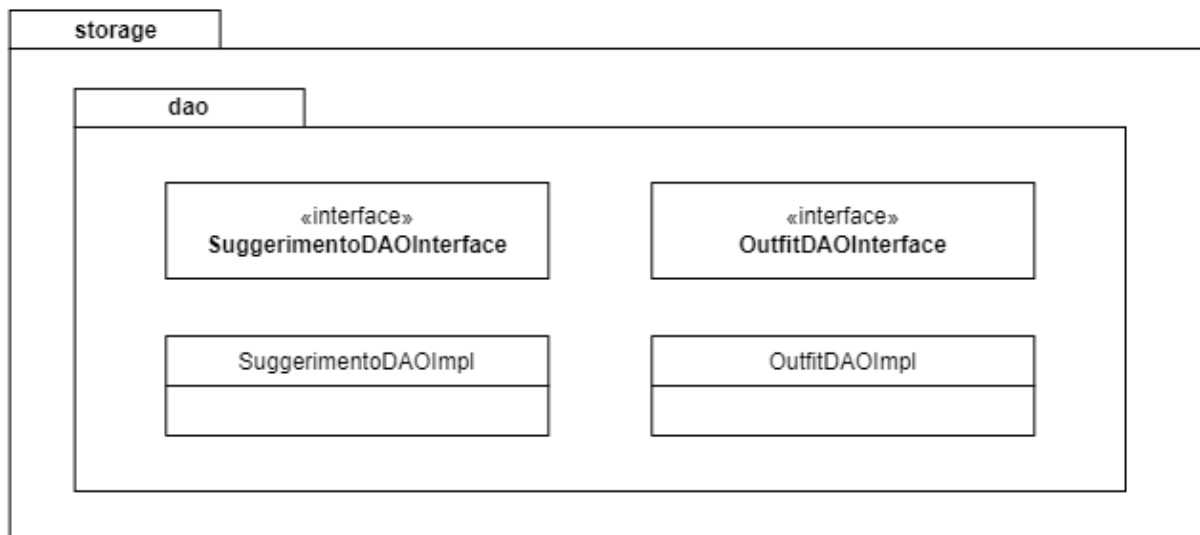 storage
dao
«interface»
SuggerimentoDAOInterface
«interface»
OutfitDAOInterface
SuggerimentoDAOImpl
OutfitDAOImpl